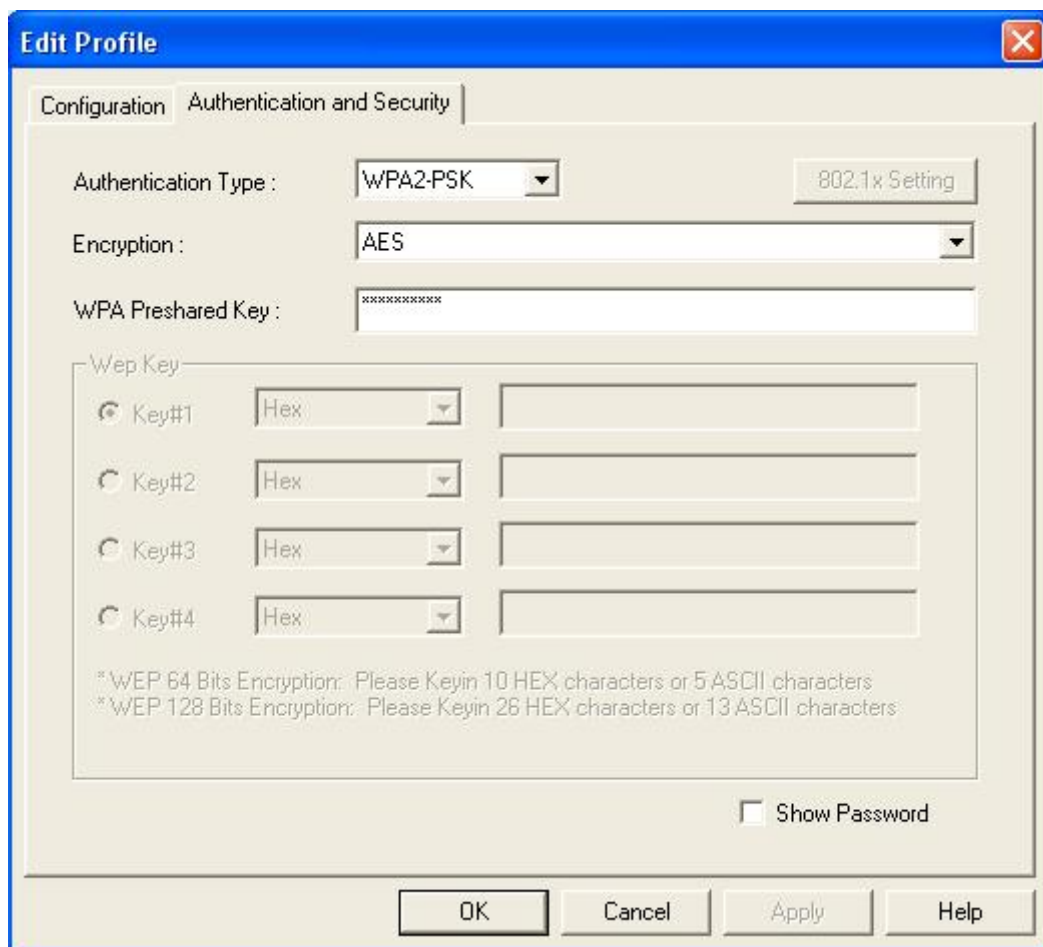 Edit Profile
Configuration
Authentication and Security
Authentication Type :
WPA2-PSK
802.1x Setting
Encryption :
AES
WPA Preshared Key :
**********
Wep Key
Key#1
Hex
Key#2
Hex
Key#3
Hex
Key#4
Hex
* WEP 64 Bits Encryption: Please Keyin 10 HEX characters or 5 ASCII characters
* WEP 128 Bits Encryption: Please Keyin 26 HEX characters or 13 ASCII characters
Show Password
OK
Cancel
Apply
Help